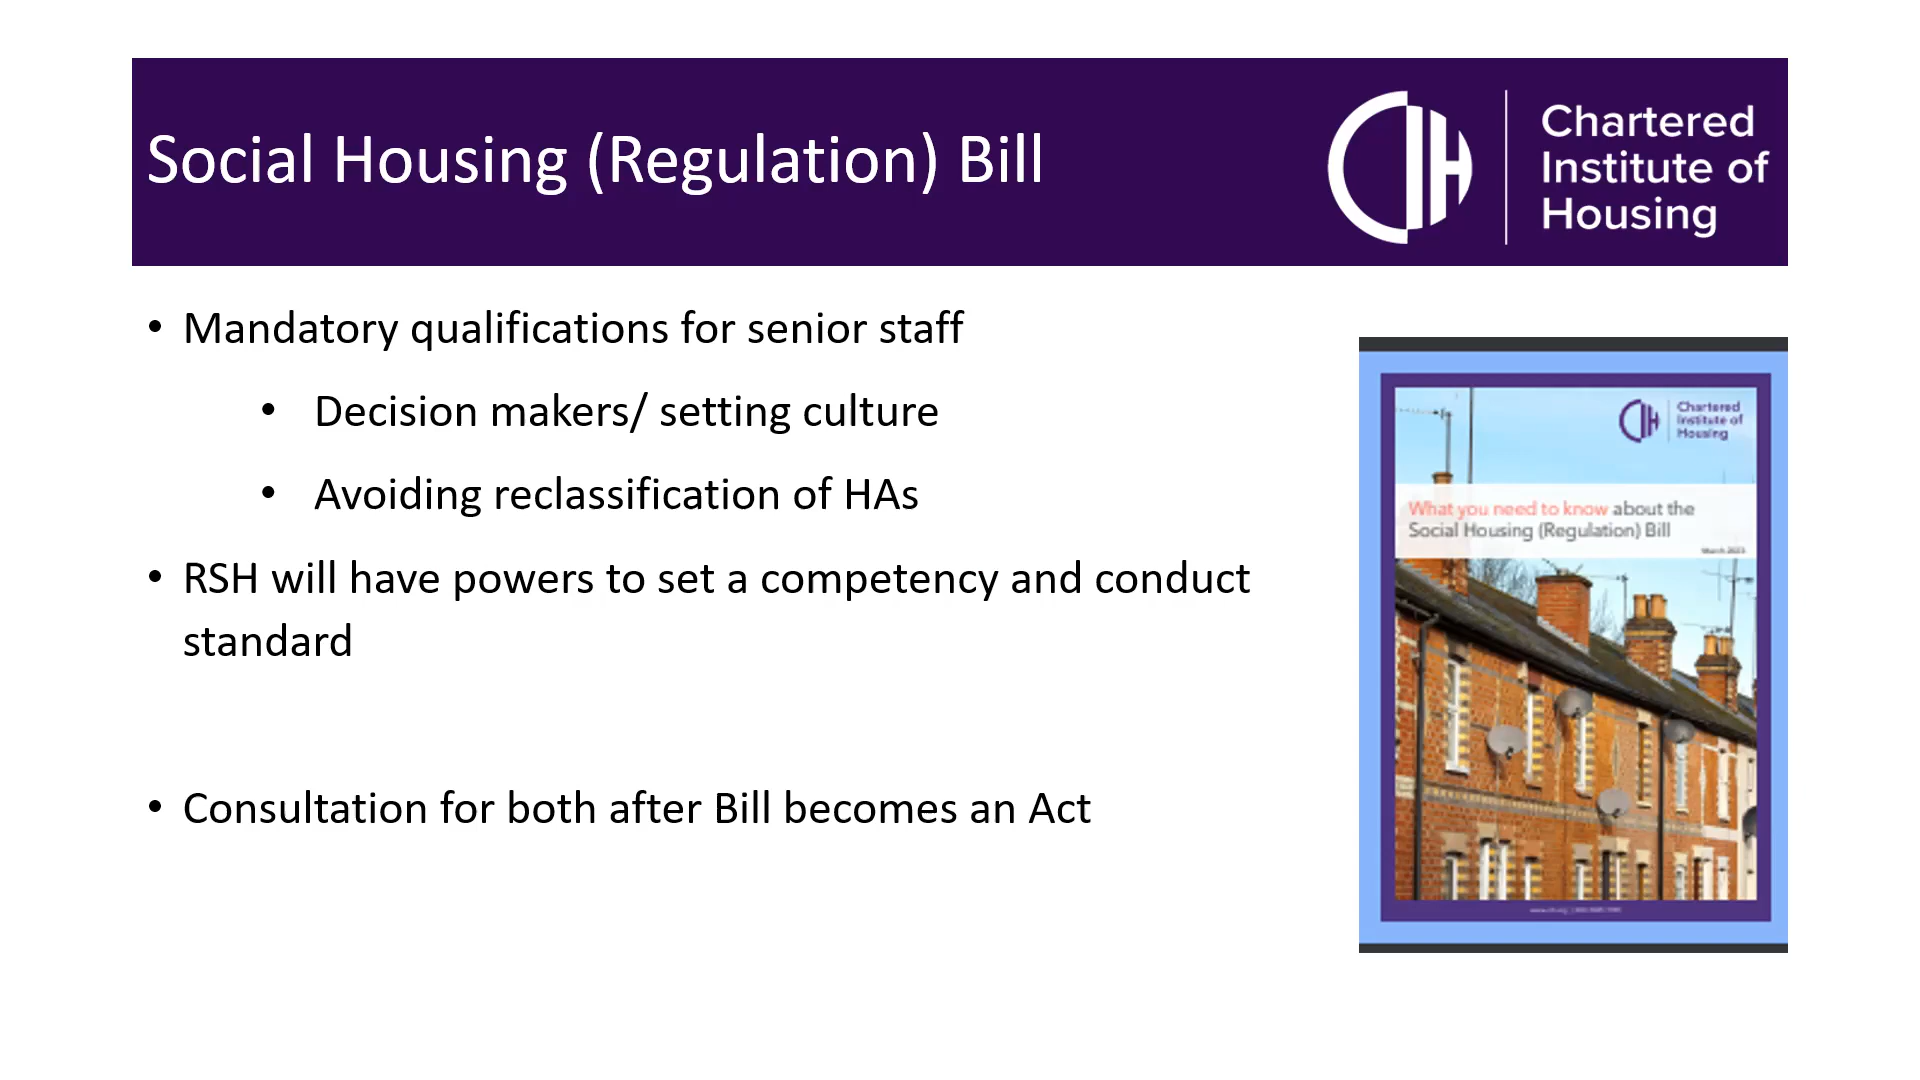 Social Housing (Regulation) Bill
Chartered
Institute of
Housing
• Mandatory qualifications for senior staff
• Decision makers/ setting culture
• Avoiding reclassification of HAs
• RSH will have powers to set a competency and conduct
standard
• Consultation for both after Bill becomes an Act
Chartered
Institute of
Housing
What you need to know about the
Social Housing (Regulation) Bill
March 2023